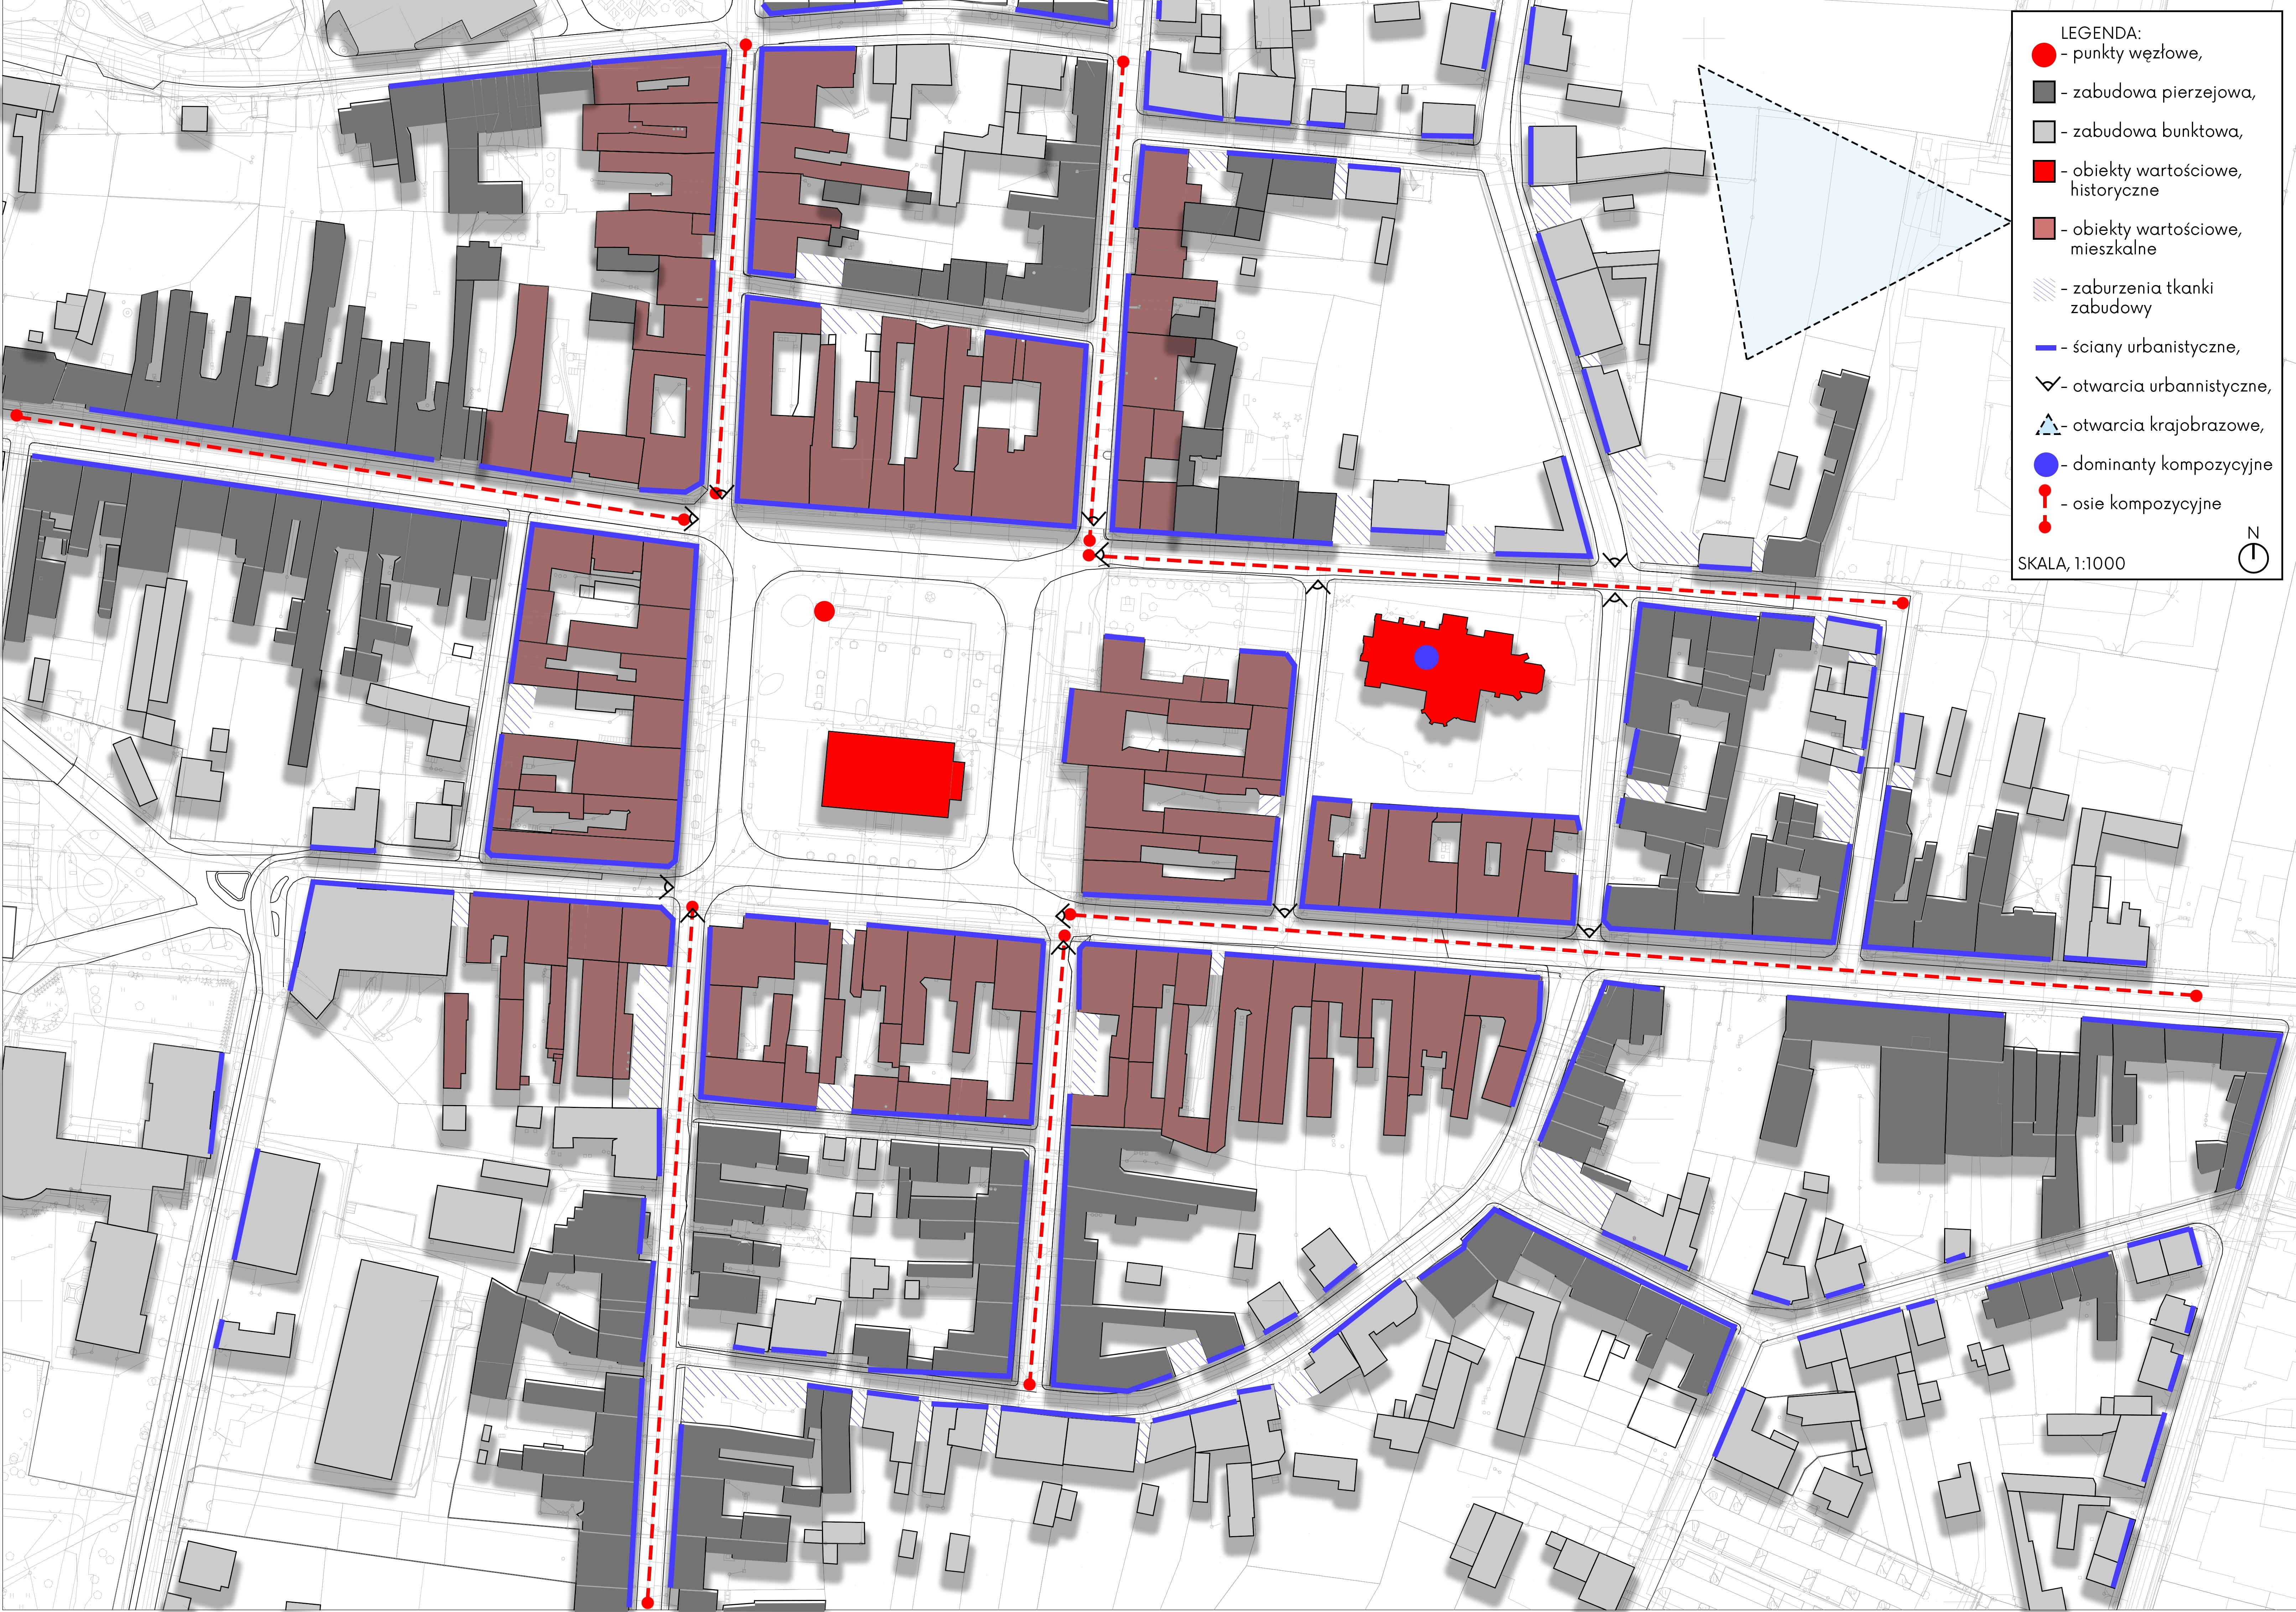 LEGENDA:
- punkty węzłowe,
- zabudowa pierzejowa,
- zabudowa bunktowa,
- obiekty wartościowe,
historyczne
- obiekty wartościowe,
mieszkalne
- zaburzenia tkanki
zabudowy
- ściany urbanistyczne,
- otwarcia urbannistyczne,
- otwarcia krajobrazowe,
- dominanty kompozycyjne
- osie kompozycyjne
N
SKALA, 1:1000